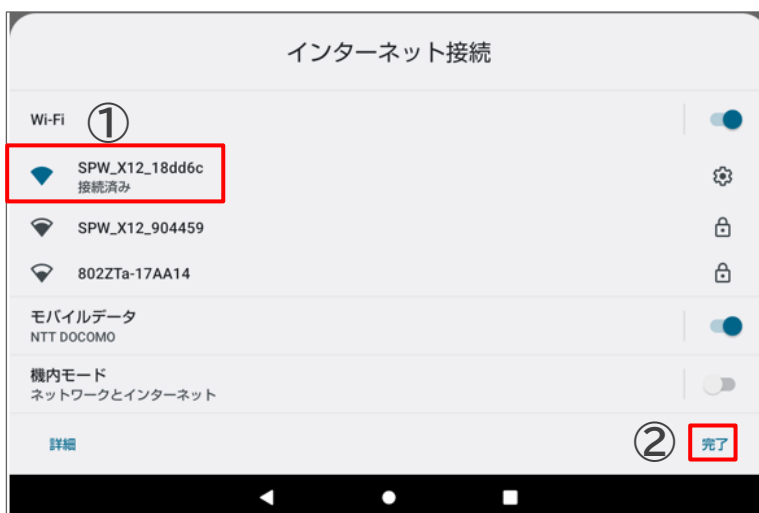 インターネット接続
Wi-Fi ①
SPW_X12_18dd6c
接続済み
SPW_X12_904459
802ZTa-17AA14
モバイルデータ
NTT DOCOMO
機内モード
ネットワークとインターネット
詳細 ② 完了